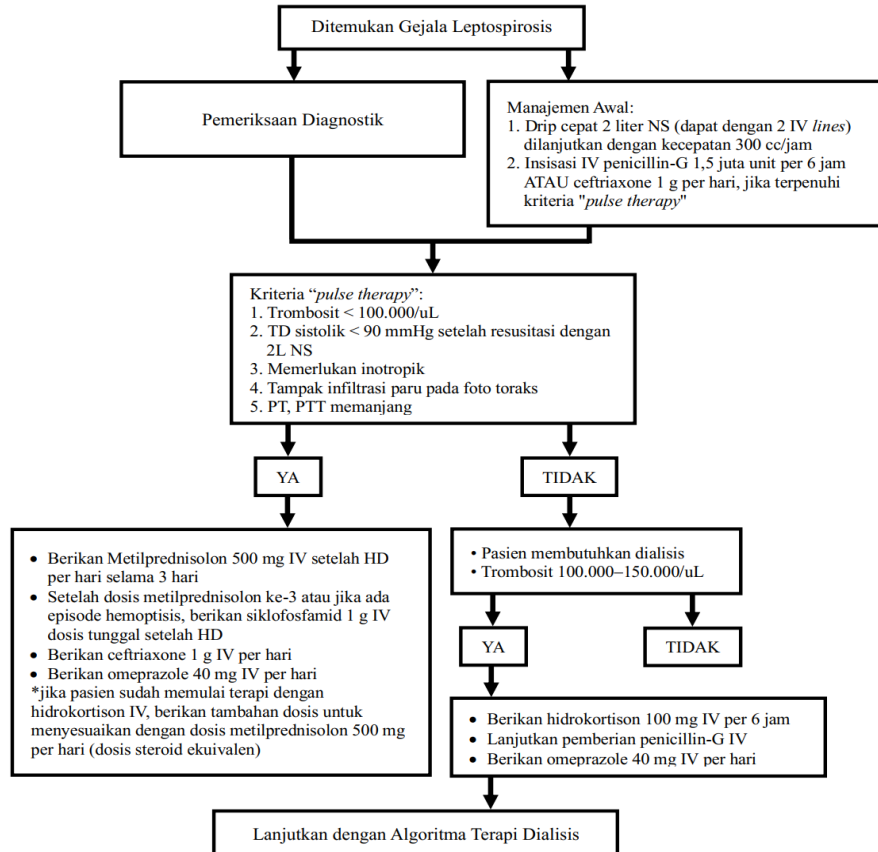 Ditemukan Gejala Leptospirosis
Pemeriksaan Diagnostik
Manajemen Awal:
1. Drip cepat 2 liter NS (dapat dengan 2 IV lines)
dilanjutkan dengan kecepatan 300 cc/jam
2. Insisasi IV penicillin-G 1,5 juta unit per 6 jam
ATAU ceftriaxone 1 g per hari, jika terpenuhi
kriteria "pulse therapy"
Kriteria “pulse therapy”:
1. Trombosit < 100.000/uL
2. TD sistolik < 90 mmHg setelah resusitasi dengan
2L NS
3. Memerlukan inotropik
4. Tampak infiltrasi paru pada foto toraks
5. PT, PTT memanjang
YA
TIDAK
• Berikan Metilprednisolon 500 mg IV setelah HD
per hari selama 3 hari
• Setelah dosis metilprednisolon ke-3 atau jika ada
episode hemoptisis, berikan siklofosfamid 1 g IV
dosis tunggal setelah HD
• Berikan ceftriaxone 1 g IV per hari
• Berikan omeprazole 40 mg IV per hari
*jika pasien sudah memulai terapi dengan
hidrokortison IV, berikan tambahan dosis untuk
menyesuaikan dengan dosis metilprednisolon 500 mg
per hari (dosis steroid ekuivalen)
• Pasien membutuhkan dialisis
• Trombosit 100.000–150.000/uL
YA
TIDAK
• Berikan hidrokortison 100 mg IV per 6 jam
• Lanjutkan pemberian penicillin-G IV
• Berikan omeprazole 40 mg IV per hari
Lanjutkan dengan Algoritma Terapi Dialisis